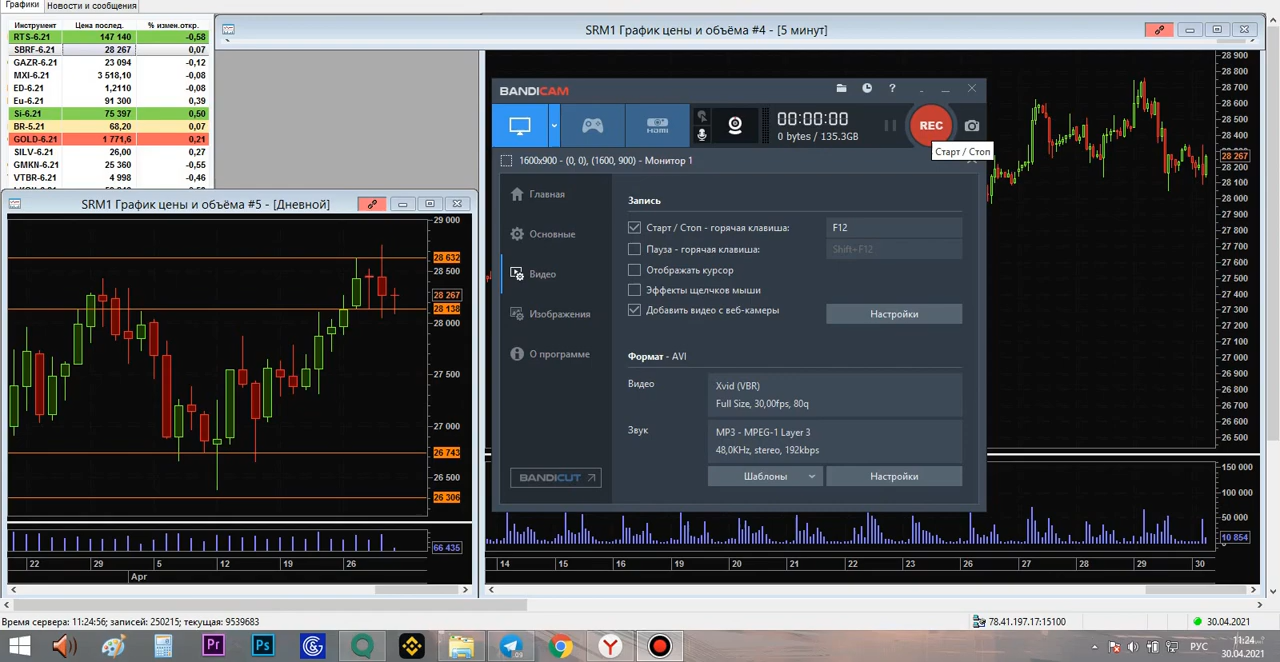 Графики Новости и сообщения
Инструмент Цена послед. % измен.откр.
RTS-6.21 147 140 -0,58
SBRF-6.21 28 267 0,07
GAZR-6.21 23 094 -0,12
MXI-6.21 3 518,10 -0,08
ED-6.21 1,2110 -0,08
Eu-6.21 91 300 0,39
Si-6.21 75 397 0,50
BR-5.21 68,20 0,07
GOLD-6.21 1 771,6 0,21
SILV-6.21 26,00 0,27
GMKN-6.21 25 360 -0,55
VTBR-6.21 4 998 -0,46
SRM1 График цены и объёма #4 - [5 минут]
28 900
28 800
28 700
28 600
28 500
28 400
28 300
28 267
28 200
28 100
28 000
27 900
27 800
27 700
27 600
27 500
27 400
27 300
27 200
27 100
27 000
26 900
26 800
26 700
26 600
26 500
150 000
100 000
50 000
10 854
14 15 16 19 20 21 22 23 26 27 28 29 30
SRM1 График цены и объёма #5 - [Дневной]
29 000
28 632
28 500
28 267
28 138
28 000
27 500
27 000
26 743
26 500
26 306
66 435
22 29 5 12 19 26
Apr
BANDICAM
?
HDMI
00:00:00
0 bytes / 135.3GB
REC
Старт / Стоп
1600x900 - (0, 0), (1600, 900) - Монитор 1
Главная
Основные
Видео
Изображения
О программе
BANDICUT
Запись
Старт / Стоп - горячая клавиша: F12
Пауза - горячая клавиша: Shift+F12
Отображать курсор
Эффекты щелчков мыши
Добавить видео с веб-камеры Настройки
Формат - AVI
Видео Xvid (VBR)
Full Size, 30,00fps, 80q
Звук MP3 - MPEG-1 Layer 3
48,0KHz, stereo, 192kbps
Шаблоны Настройки
Время сервера: 11:24:56; записей: 250215; текущая: 9539683
78.41.197.17:15100
30.04.2021
Pr
Ps
РУС
11:24
30.04.2021